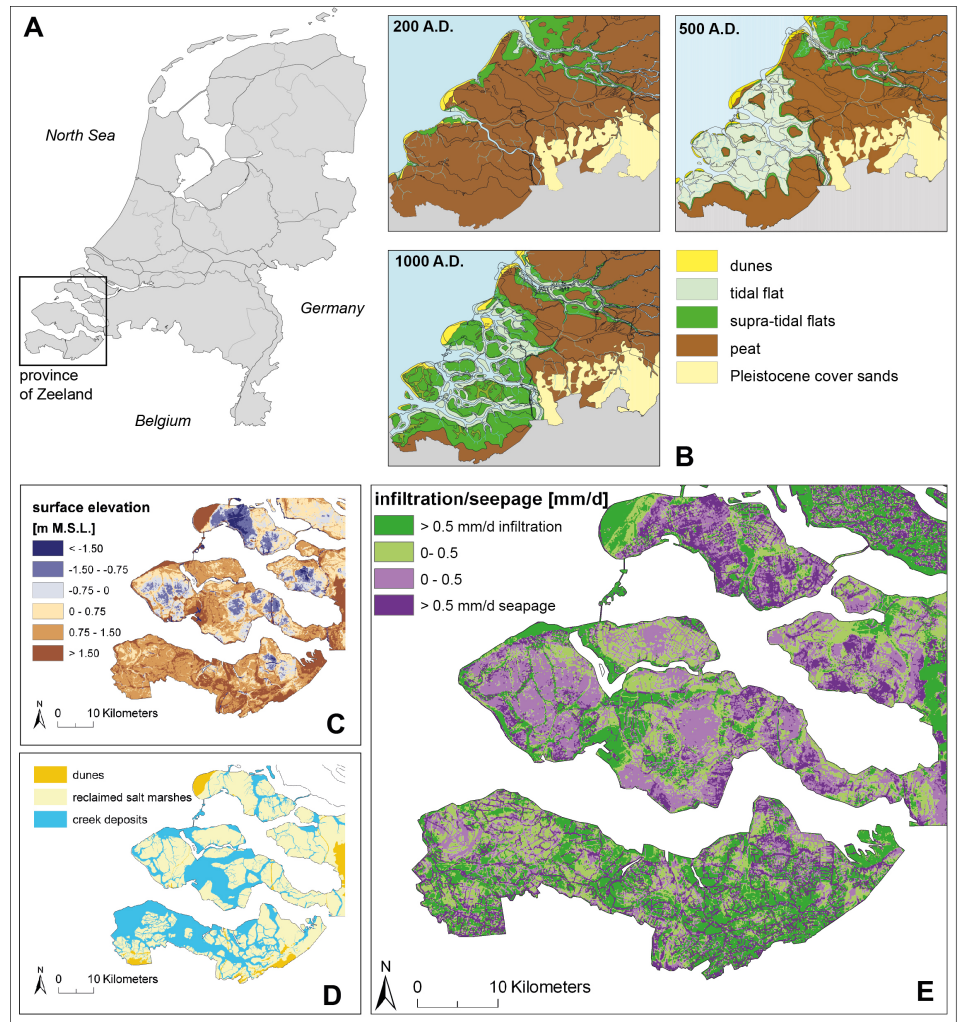 A
North Sea
Germany
province
of Zeeland
Belgium
200 A.D.
500 A.D.
1000 A.D.
dunes
tidal flat
supra-tidal flats
peat
Pleistocene cover sands
B
surface elevation
[m M.S.L.]
< -1.50
-1.50 - -0.75
-0.75 - 0
0 - 0.75
0.75 - 1.50
> 1.50
N
0 10 Kilometers
C
dunes
reclaimed salt marshes
creek deposits
N
0 10 Kilometers
D
infiltration/seepage [mm/d]
> 0.5 mm/d infiltration
0- 0.5
0- 0.5
> 0.5 mm/d seapage
N
0 10 Kilometers
E